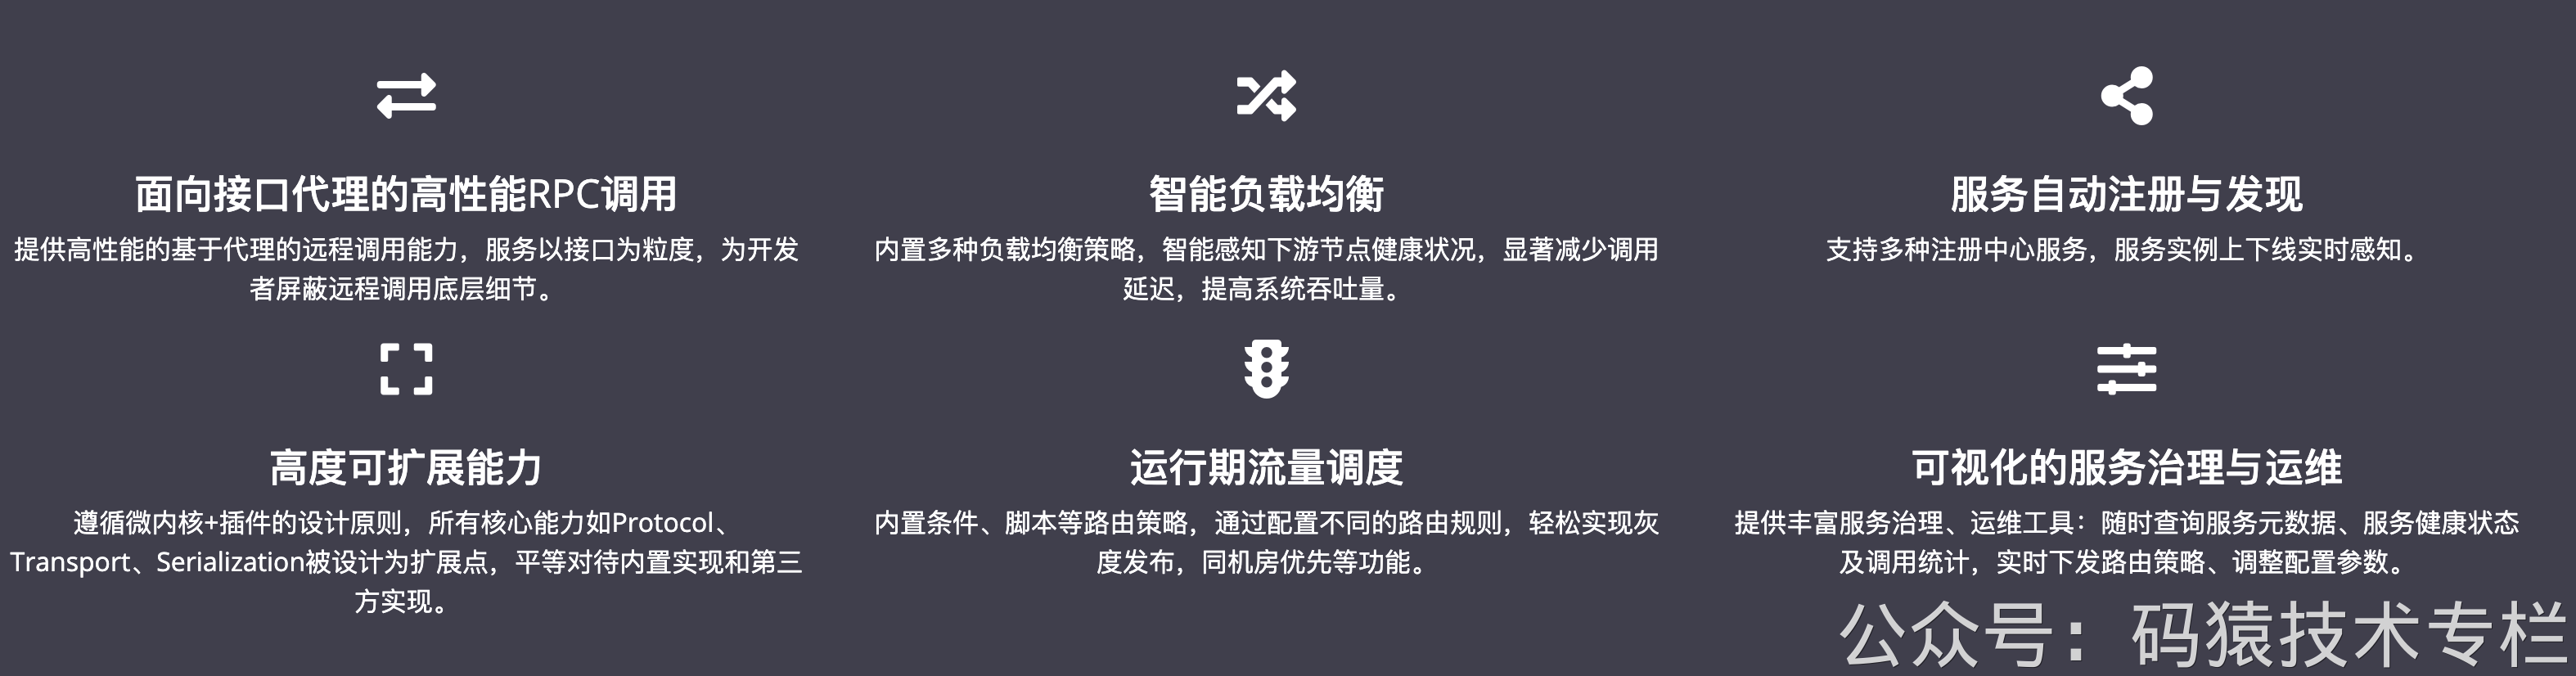 面向接口代理的高性能RPC调用
提供高性能的基于代理的远程调用能力，服务以接口为粒度，为开发
者屏蔽远程调用底层细节。
智能负载均衡
内置多种负载均衡策略，智能感知下游节点健康状况，显著减少调用
延迟，提高系统吞吐量。
服务自动注册与发现
支持多种注册中心服务，服务实例上下线实时感知。
高度可扩展能力
遵循微内核+插件的设计原则，所有核心能力如Protocol、
Transport、Serialization被设计为扩展点，平等对待内置实现和第三
方实现。
运行期流量调度
内置条件、脚本等路由策略，通过配置不同的路由规则，轻松实现灰
度发布，同机房优先等功能。
可视化的服务治理与运维
提供丰富服务治理、运维工具：随时查询服务元数据、服务健康状态
及调用统计，实时下发路由策略、调整配置参数。
公众号：码猿技术专栏